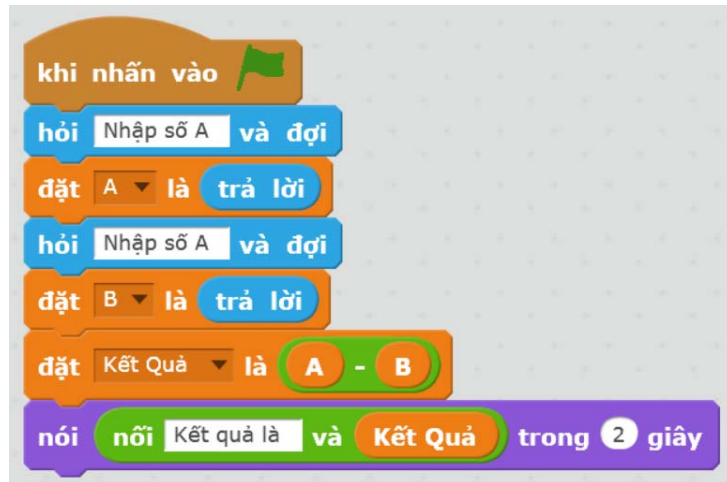 khi nhấn vào
hỏi Nhập số A và đợi
đặt A là trả lời
hỏi Nhập số A và đợi
đặt B là trả lời
đặt Kết Quả là A - B
nói nối Kết quả là và Kết Quả trong 2 giây